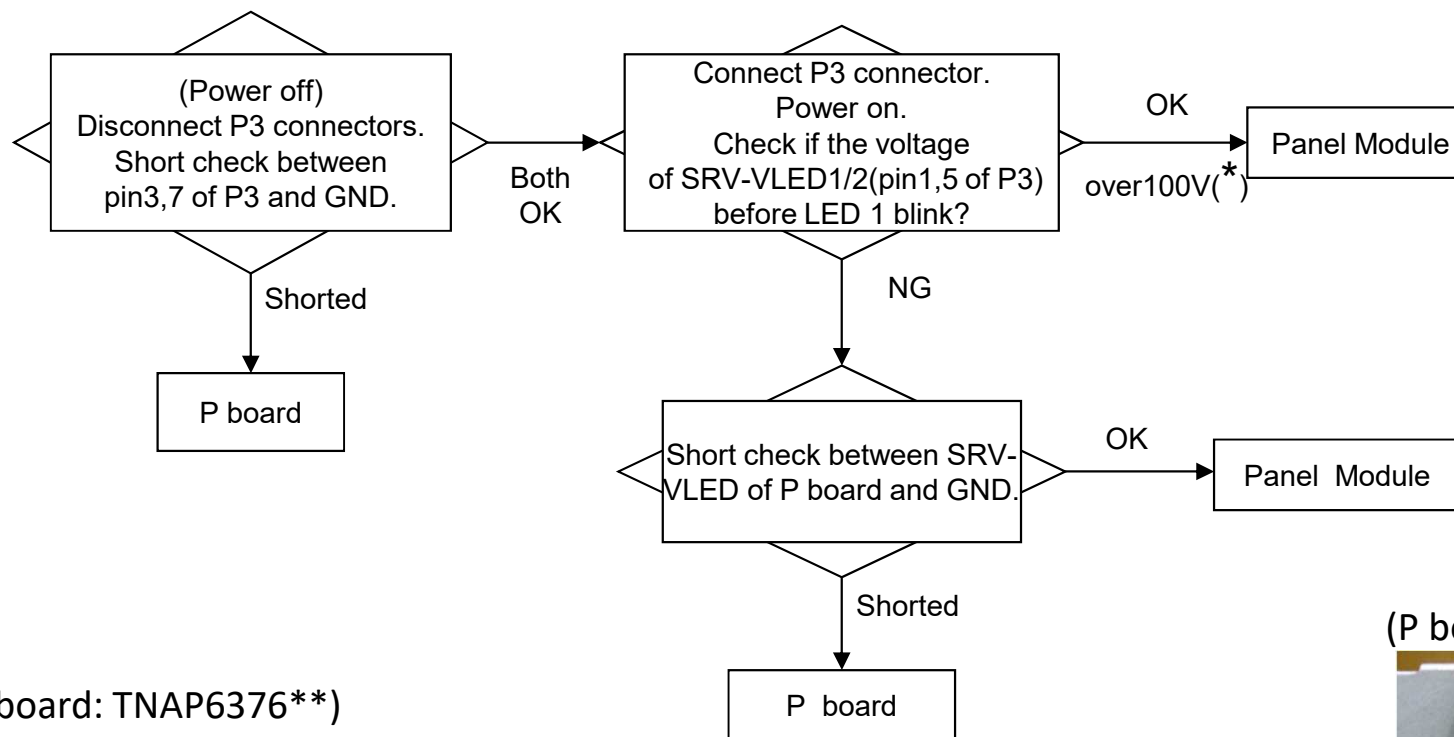 (Power off)
Disconnect P3 connectors.
Short check between
pin3,7 of P3 and GND.
Both
OK
Connect P3 connector.
Power on.
Check if the voltage
of SRV-VLED1/2(pin1,5 of P3)
before LED 1 blink?
OK
over100V(*)
Panel Module
Shorted
P board
NG
Short check between SRV-
VLED of P board and GND.
OK
Panel Module
Shorted
P board
(P b
board: TNAP6376**)